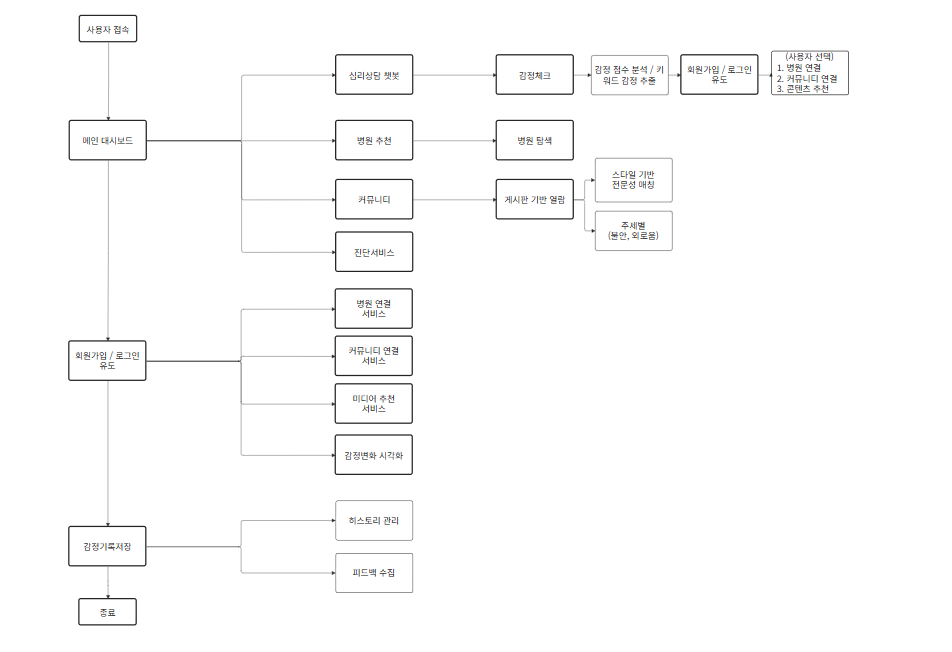 사용자 접속
심리상담 챗봇
감정체크
감정 점수 분석 / 키
워드 감정 추출
회원가입 / 로그인
유도
(사용자 선택)
1. 병원 연결
2. 커뮤니티 연결
3. 콘텐츠 추천
메인 대시보드
병원 추천
병원 탐색
커뮤니티
게시판 기반 열람
스타일 기반
전문성 매칭
주세별
(불안, 외로움)
진단서비스
병원 연결
서비스
회원가입 / 로그인
유도
커뮤니티 연결
서비스
미디어 추천
서비스
감정변화 시각화
히스토리 관리
감정기록저장
피드백 수집
종료